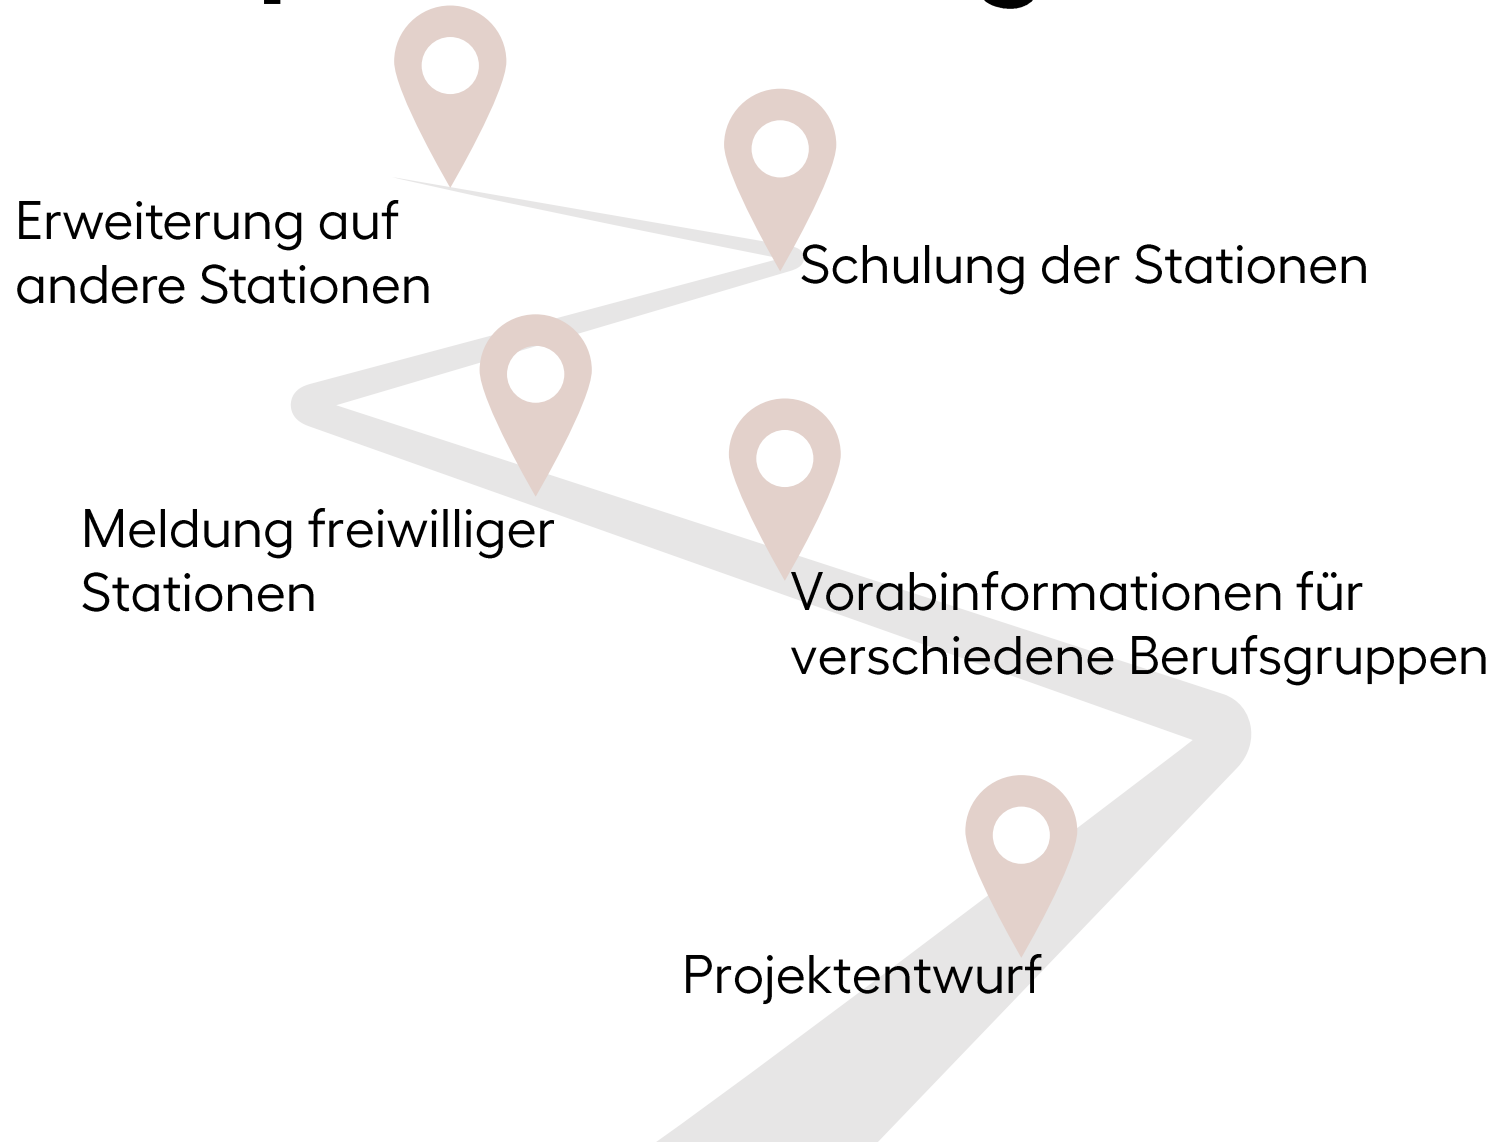 Erweiterung auf
andere Stationen
Schulung der Stationen
Meldung freiwilliger
Stationen
Vorabinformationen für
verschiedene Berufsgruppen
Projektentwurf